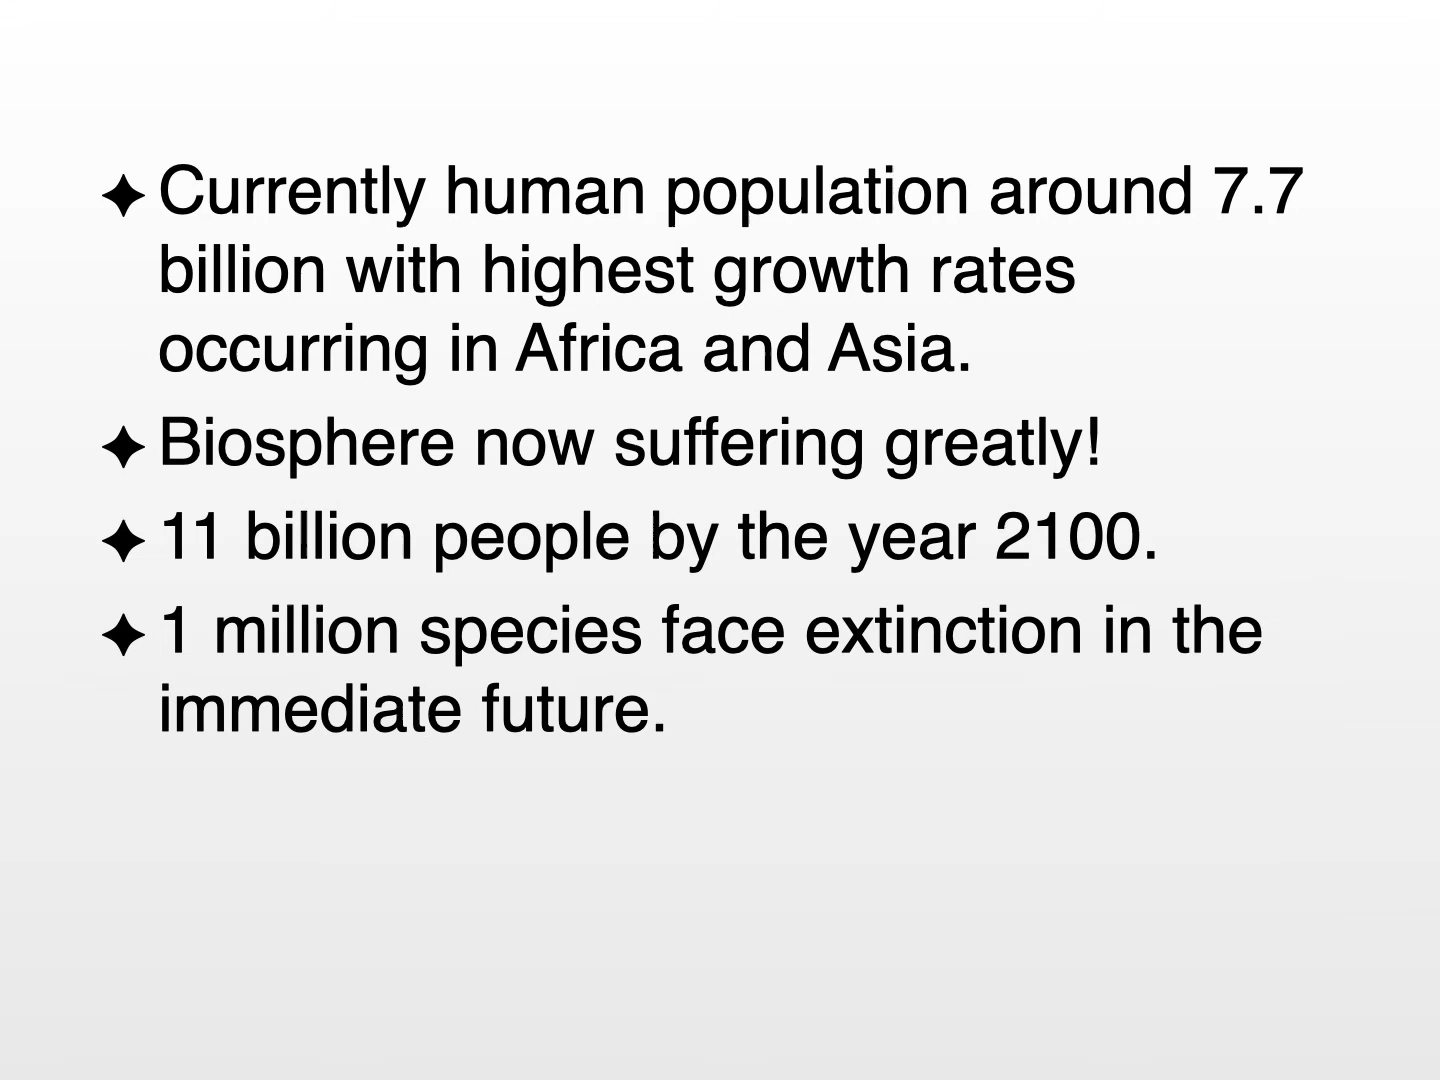 ✦ Currently human population around 7.7
billion with highest growth rates
occurring in Africa and Asia.
✦ Biosphere now suffering greatly!
✦ 11 billion people by the year 2100.
✦ 1 million species face extinction in the
immediate future.